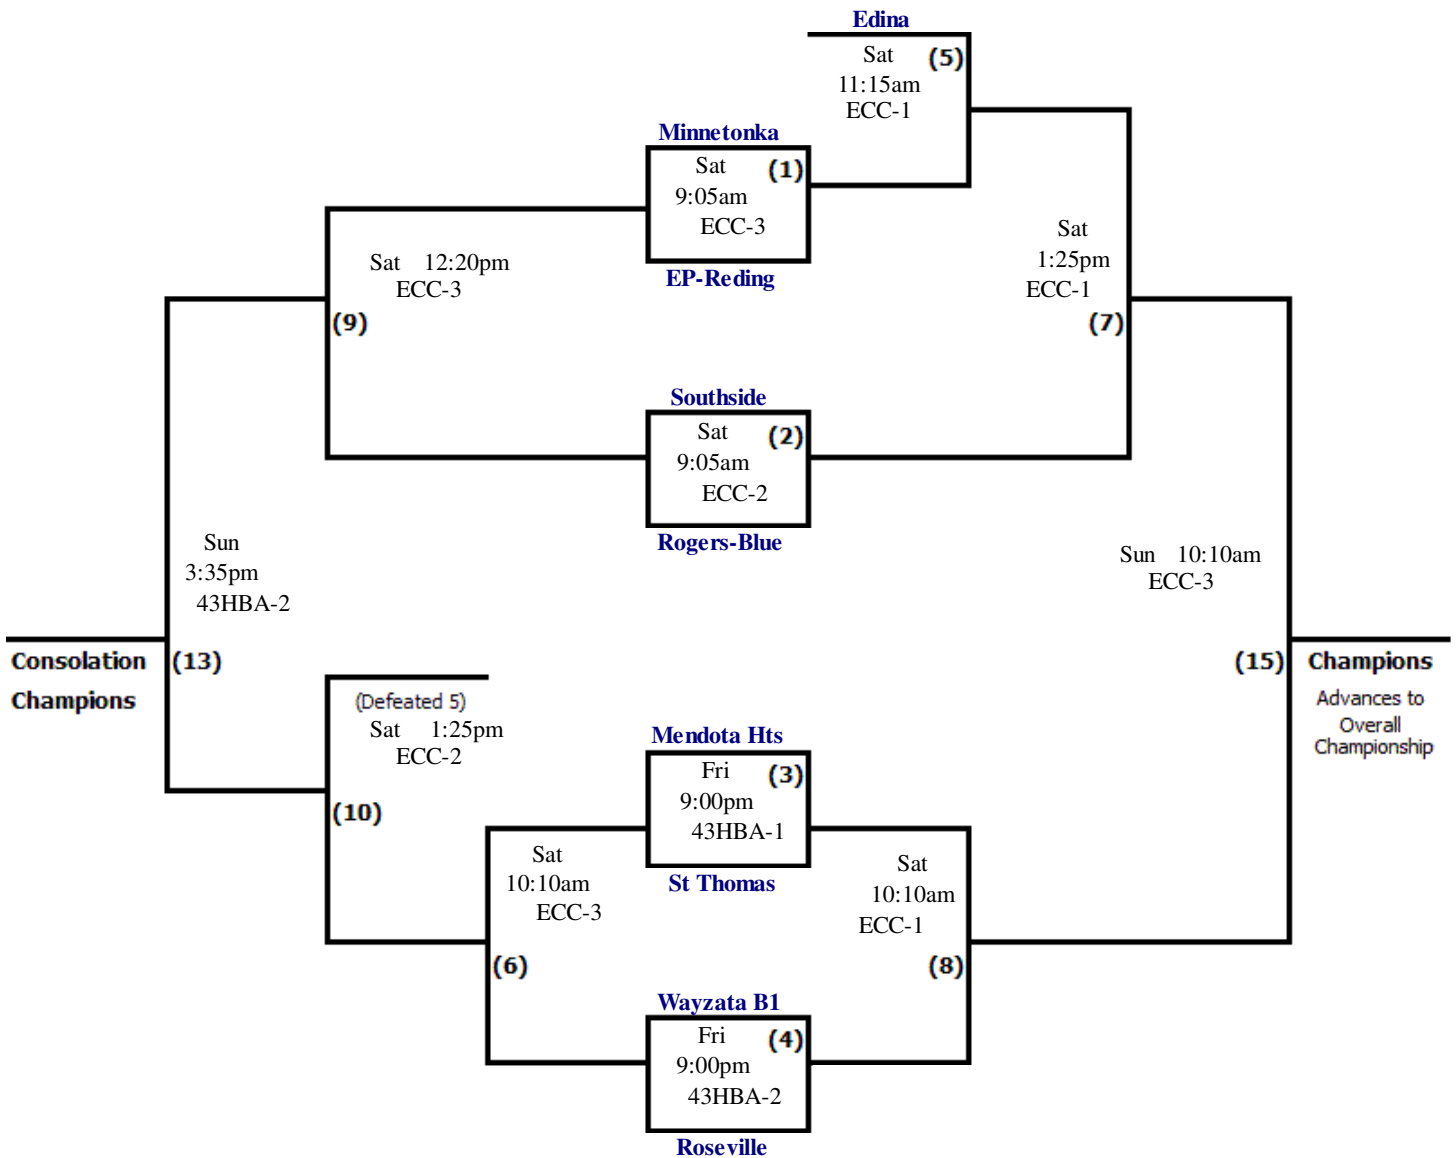 Edina
Sat (5)
11:15am
ECC-1
Minnetonka
Sat (1)
9:05am
ECC-3
EP-Reding
Sat 12:20pm
ECC-3
(9)
Sat
1:25pm
ECC-1
(7)
Southside
Sat (2)
9:05am
ECC-2
Rogers-Blue
Sun
3:35pm
43HBA-2
Sun 10:10am
ECC-3
Consolation
Champions
(13)
(15)
Champions
Advances to
Overall
Championship
(Defeated 5)
Sat 1:25pm
ECC-2
(10)
Mendota Hts
Fri (3)
9:00pm
43HBA-1
St Thomas
Sat
10:10am
ECC-3
(6)
Sat
10:10am
ECC-1
(8)
Wayzata B1
Fri (4)
9:00pm
43HBA-2
Roseville